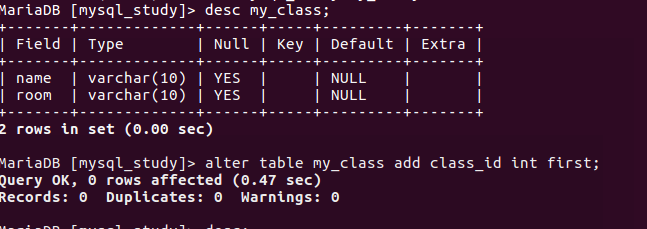 MariaDB [mysql_study]> desc my_class;
+-------+-------------+------+-----+---------+-------+
| Field | Type        | Null | Key | Default | Extra |
+-------+-------------+------+-----+---------+-------+
| name  | varchar(10) | YES  |     | NULL    |       |
| room  | varchar(10) | YES  |     | NULL    |       |
+-------+-------------+------+-----+---------+-------+
2 rows in set (0.00 sec)
MariaDB [mysql_study]> alter table my_class add class_id int first;
Query OK, 0 rows affected (0.47 sec)
Records: 0  Duplicates: 0  Warnings: 0
MariaDB [mysql_study]>